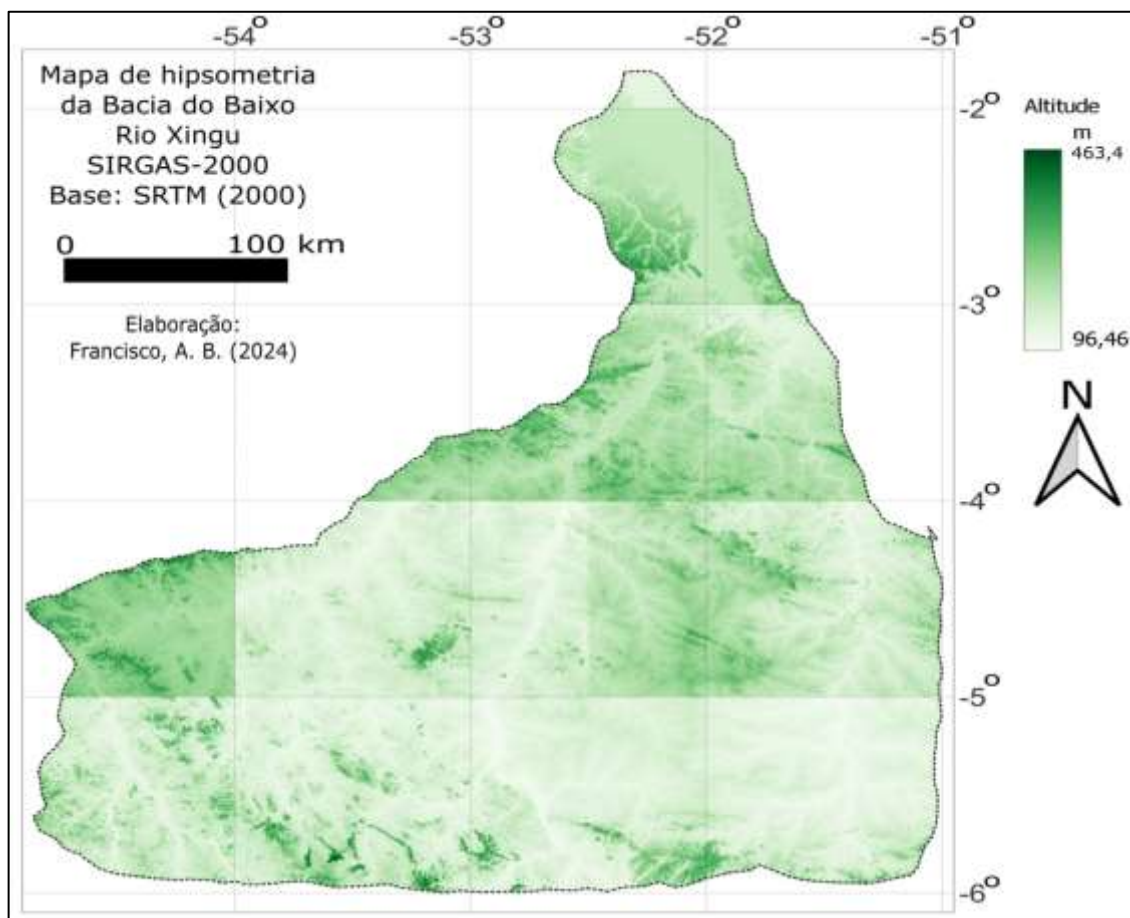 -54°
-53°
-52°
-51°
Mapa de hipsometria
da Bacia do Baixo
Rio Xingu
SIRGAS-2000
Base: SRTM (2000)
0 100 km
Elaboração:
Francisco, A. B. (2024)
-2°
-3°
-4°
-5°
-6°
Altitude
m
463,4
96,46
N